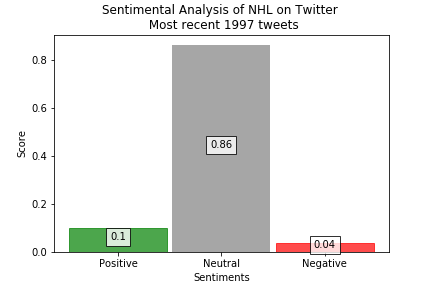 Sentimental Analysis of NHL on Twitter
Most recent 1997 tweets
Score
0.8
0.6
0.4
0.2
0.0
0.1
0.86
0.04
Positive
Neutral
Negative
Sentiments